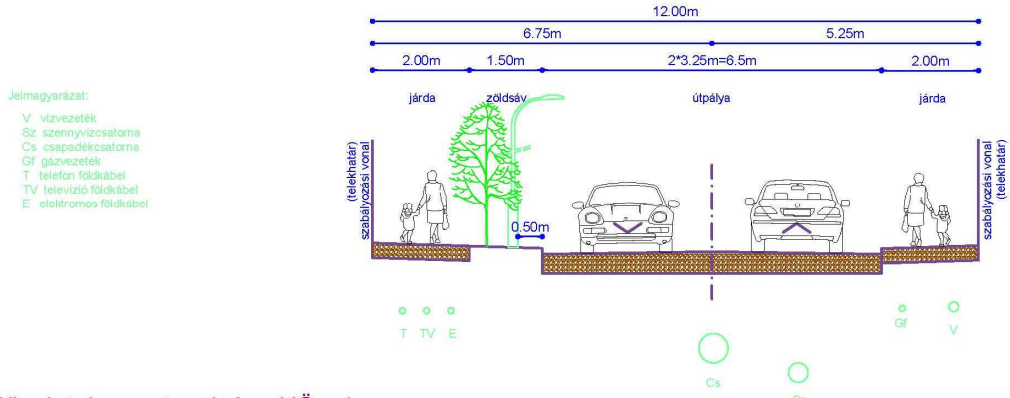 12.00m
6.75m 5.25m
2.00m 1.50m 2*3.25m=6.5m 2.00m
járda zöldsáv útpálya járda
Jelmagyarázat:
V vízvezeték
Sz szennyvízcsatorna
Cs csapadékcsatorna
Gf gázvezeték
T telefon földkábel
TV televízió földkábel
E elektromos földkábel
(telekhatár)
szabályozási vonal
0.50m
szabályozási vonal
(telekhatár)
T TV E
Gf V
Cs